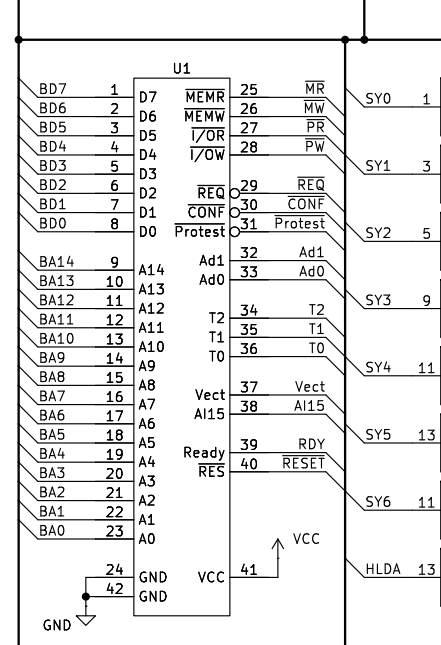 U1
BD7 1 D7 MEMR 25 MR
BD6 2 D6 MEMW 26 MW
BD5 3 D5 I/OR 27 PR
BD4 4 D4 I/OW 28 PW
BD3 5 D3
BD2 6 D2 REQ 29 REQ
BD1 7 D1 CONF 30 CONF
BD0 8 D0 Protest 31 Protest
Ad1 32 Ad1
BA14 9 A14 Ad0 33 Ad0
BA13 10 A13
BA12 11 A12 T2 34 T2
BA11 12 A11 T1 35 T1
BA10 13 A10 T0 36 T0
BA9 14 A9
BA8 15 A8 Vect 37 Vect
BA7 16 A7 AI15 38 AI15
BA6 17 A6
BA5 18 A5 Ready 39 RDY
BA4 19 A4 RES 40 RESET
BA3 20 A3
BA2 21 A2
BA1 22 A1
BA0 23 A0
24 GND VCC 41 VCC
42 GND
GND
SY0 1
SY1 3
SY2 5
SY3 9
SY4 11
SY5 13
SY6 11
HLDA 13